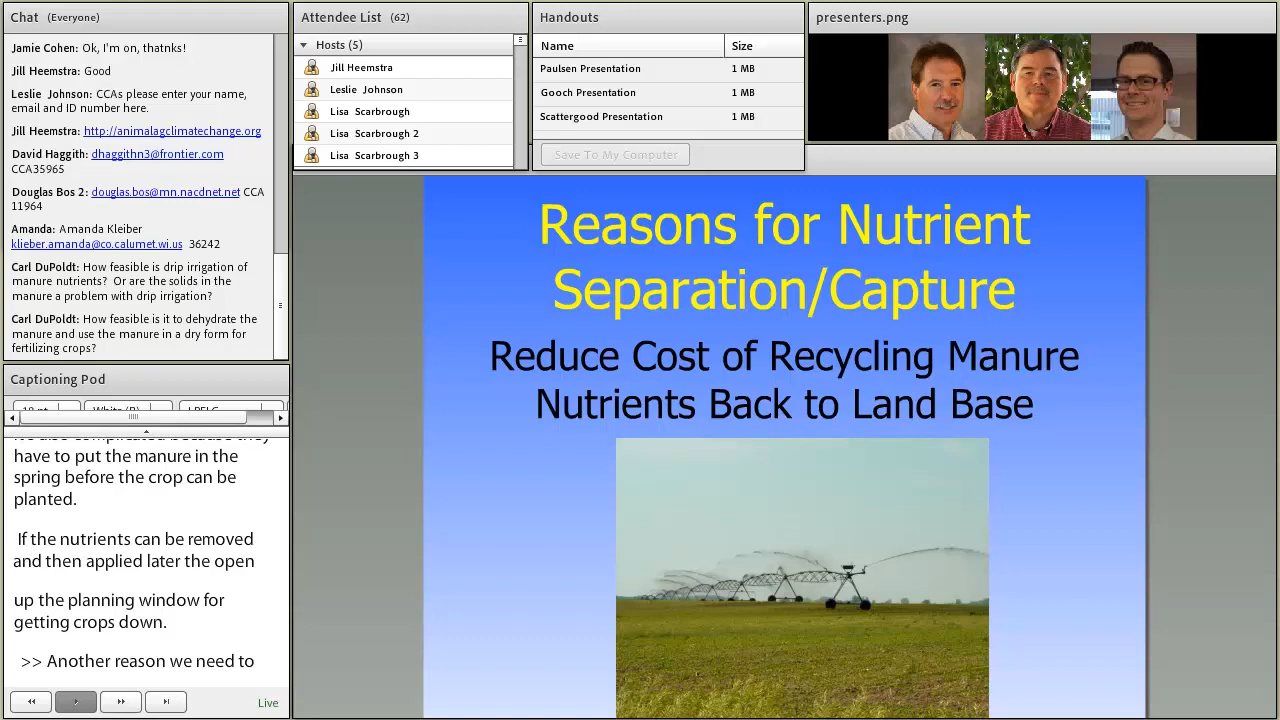 Chat (Everyone)
Jamie Cohen: Ok, I'm on, thatnks!
Jill Heemstra: Good
Leslie Johnson: CCAs please enter your name,
email and ID number here.
Jill Heemstra: http://animalagclimatechange.org
David Haggith: dhaggithn3@frontier.com
CCA35965
Douglas Bos 2: douglas.bos@mn.nacdnet.net CCA
11964
Amanda: Amanda Kleiber
klieber.amanda@co.calumet.wi.us 36242
Carl DuPoldt: How feasible is drip irrigation of
manure nutrients? Or are the solids in the
manure a problem with drip irrigation?
Carl DuPoldt: How feasible is it to dehydrate the
manure and use the manure in a dry form for
fertilizing crops?
Captioning Pod
have to put the manure in the
spring before the crop can be
planted.
If the nutrients can be removed
and then applied later the open
up the planning window for
getting crops down.
>> Another reason we need to
Live
Attendee List (62)
Hosts (5)
Jill Heemstra
Leslie Johnson
Lisa Scarbrough
Lisa Scarbrough 2
Lisa Scarbrough 3
Handouts
Name Size
Paulsen Presentation 1 MB
Gooch Presentation 1 MB
Scattergood Presentation 1 MB
Save To My Computer
presenters.png
Reasons for Nutrient
Separation/Capture
Reduce Cost of Recycling Manure
Nutrients Back to Land Base